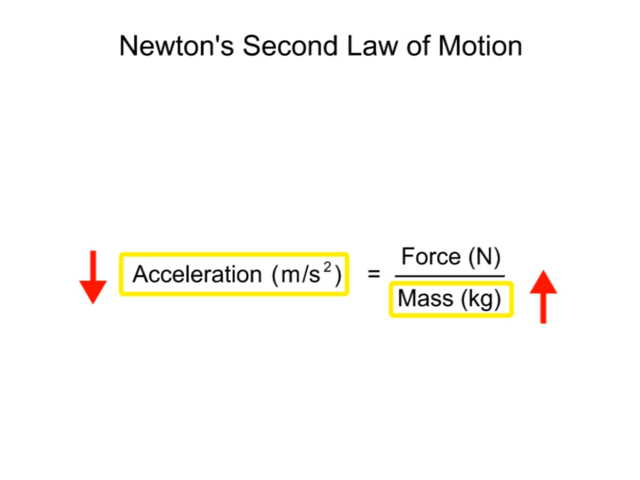 Newton's Second Law of Motion
Acceleration (m/s²) = Force (N)
Mass (kg)